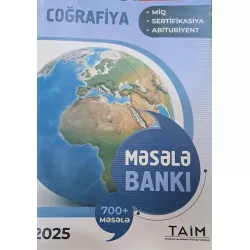 COĞRAFİYA
• MİQ
• SERTİFİKASİYA
• ABİTURİYENT
MƏSƏLƏ
BANKI
700+
MƏSƏLƏ
2025
TAİM